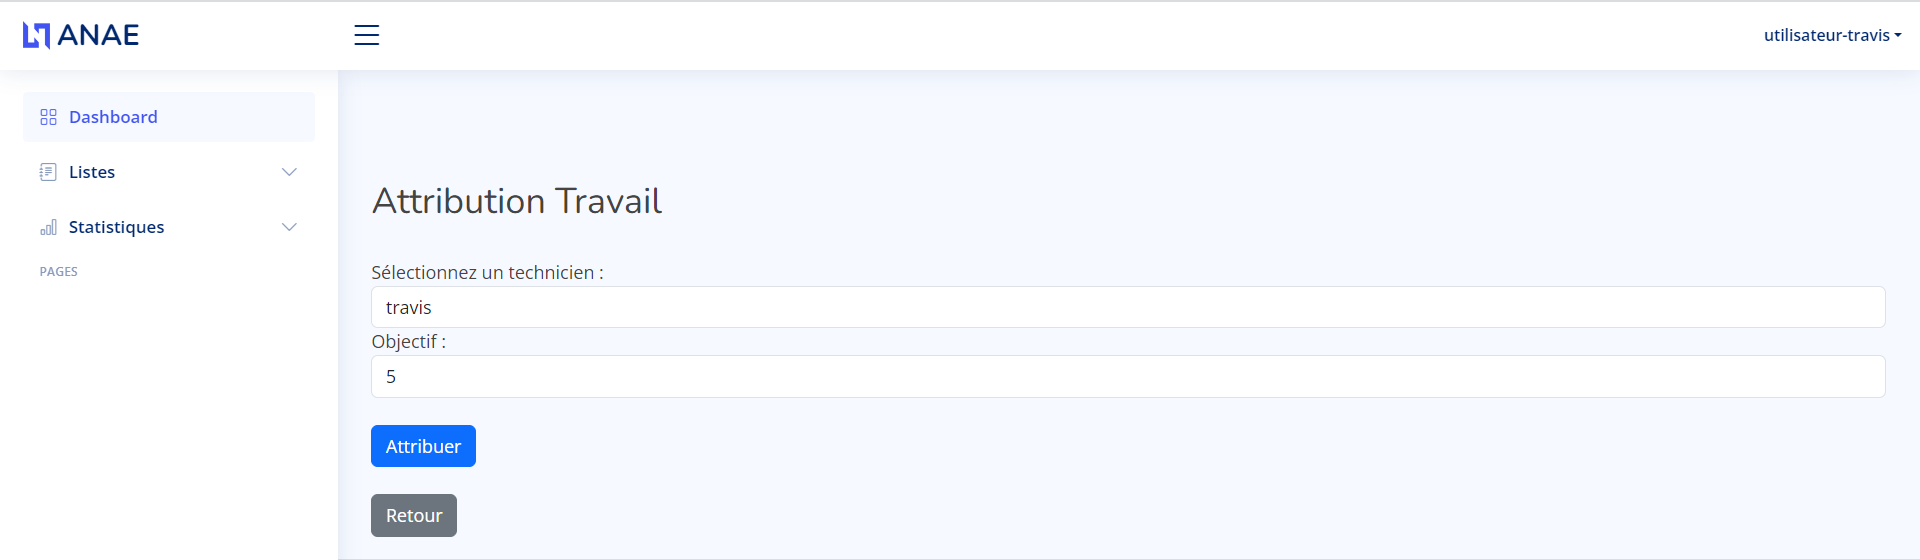 ANAE
utilisateur-travis
Dashboard
Listes
Statistiques
PAGES
Attribution Travail
Sélectionnez un technicien :
travis
Objectif :
5
Attribuer
Retour